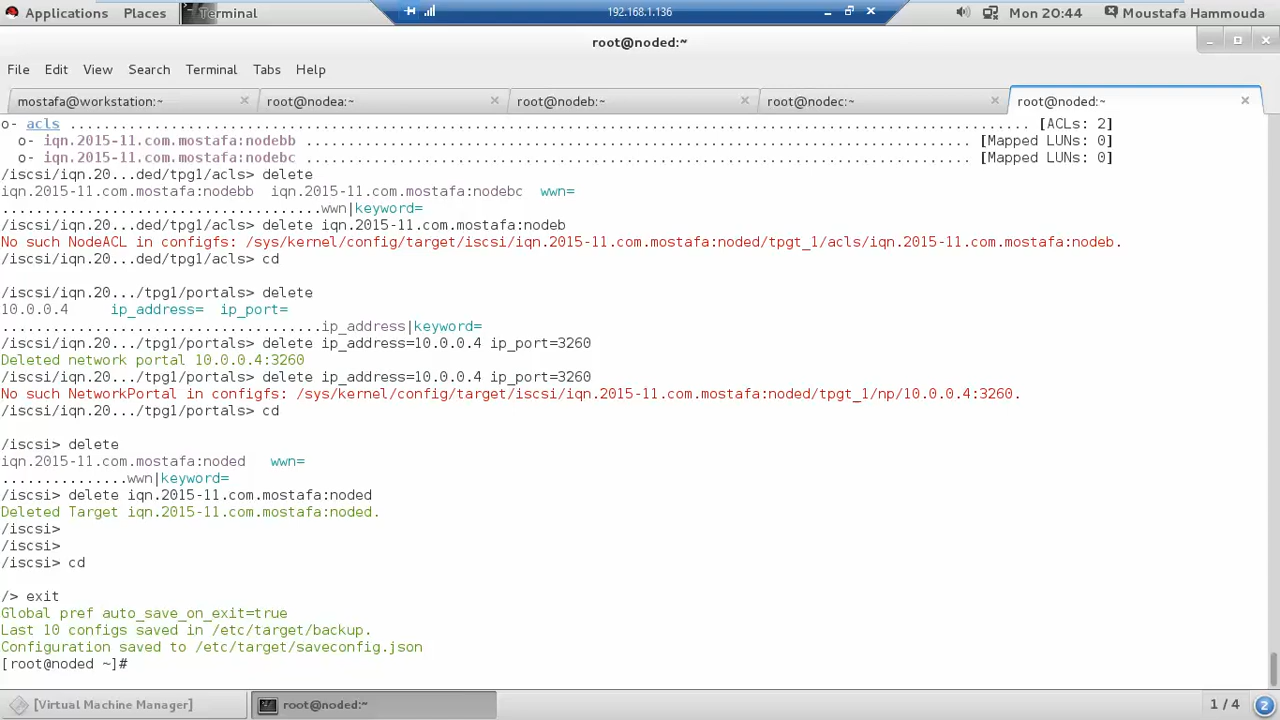 Applications Places Terminal 192.168.1.136 Mon 20:44 Moustafa Hammouda
root@noded:~
File Edit View Search Terminal Tabs Help
mostafa@workstation:~ root@nodea:~ root@nodeb:~ root@nodec:~ root@noded:~
o- acls ..................................................................................................................... [ACLs: 2]
o- iqn.2015-11.com.mostafa:nodebb ............................................................................... [Mapped LUNs: 0]
o- iqn.2015-11.com.mostafa:nodebc ............................................................................... [Mapped LUNs: 0]
/iscsi/iqn.20...ded/tpg1/acls> delete
iqn.2015-11.com.mostafa:nodebb iqn.2015-11.com.mostafa:nodebc wwn=
......................................wwn|keyword=
/iscsi/iqn.20...ded/tpg1/acls> delete iqn.2015-11.com.mostafa:nodeb
No such NodeACL in configfs: /sys/kernel/config/target/iscsi/iqn.2015-11.com.mostafa:noded/tpgt_1/acls/iqn.2015-11.com.mostafa:nodeb.
/iscsi/iqn.20...ded/tpg1/acls> cd
/iscsi/iqn.20.../tpg1/portals> delete
10.0.0.4 ip_address= ip_port=
......................................ip_address|keyword=
/iscsi/iqn.20.../tpg1/portals> delete ip_address=10.0.0.4 ip_port=3260
Deleted network portal 10.0.0.4:3260
/iscsi/iqn.20.../tpg1/portals> delete ip_address=10.0.0.4 ip_port=3260
No such NetworkPortal in configfs: /sys/kernel/config/target/iscsi/iqn.2015-11.com.mostafa:noded/tpgt_1/np/10.0.0.4:3260.
/iscsi/iqn.20.../tpg1/portals> cd
/iscsi> delete
iqn.2015-11.com.mostafa:noded wwn=
...............wwn|keyword=
/iscsi> delete iqn.2015-11.com.mostafa:noded
Deleted Target iqn.2015-11.com.mostafa:noded.
/iscsi>
/iscsi>
/iscsi> cd
/> exit
Global pref auto_save_on_exit=true
Last 10 configs saved in /etc/target/backup.
Configuration saved to /etc/target/saveconfig.json
[root@noded ~]#
[Virtual Machine Manager] root@noded:~ 1 / 4 2